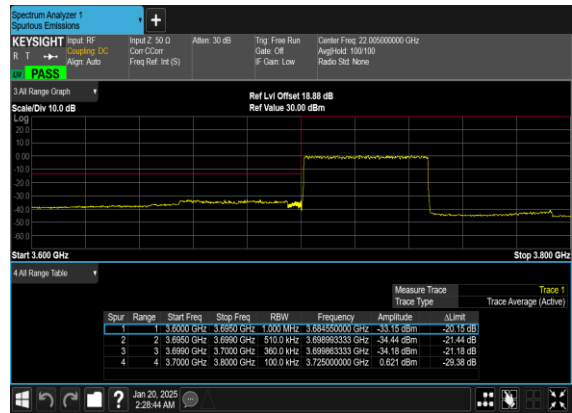 Spectrum Analyzer 1
Spurious Emissions
KEYSIGHT Input: RF Input Z: 50 Ω Atten: 30 dB Trig: Free Run Center Freq: 22.005000000 GHz
R T Coupling: DC Corr CCorr Gate: Off Avg|Hold: 100/100
Align: Auto Freq Ref: Int (S) IF Gain: Low Radio Std: None
PASS
3 All Range Graph
Ref Lvl Offset 18.88 dB
Scale/Div 10.0 dB Ref Value 30.00 dBm
Log
20.0
10.0
0.00
-10.0
-20.0
-30.0
-40.0
-50.0
-60.0
Start 3.600 GHz Stop 3.800 GHz
4 All Range Table
Measure Trace Trace 1
Trace Type Trace Average (Active)
Spur Range Start Freq Stop Freq RBW Frequency Amplitude ΔLimit
1 1 3.6000 GHz 3.6950 GHz 1.000 MHz 3.684550000 GHz -33.15 dBm -20.15 dB
2 2 3.6950 GHz 3.6990 GHz 510.0 kHz 3.698993333 GHz -34.44 dBm -21.44 dB
3 3 3.6990 GHz 3.7000 GHz 360.0 kHz 3.699863333 GHz -34.18 dBm -21.18 dB
4 4 3.7000 GHz 3.8000 GHz 100.0 kHz 3.725000000 GHz 0.621 dBm -29.38 dB
Jan 20, 2025
2:28:44 AM